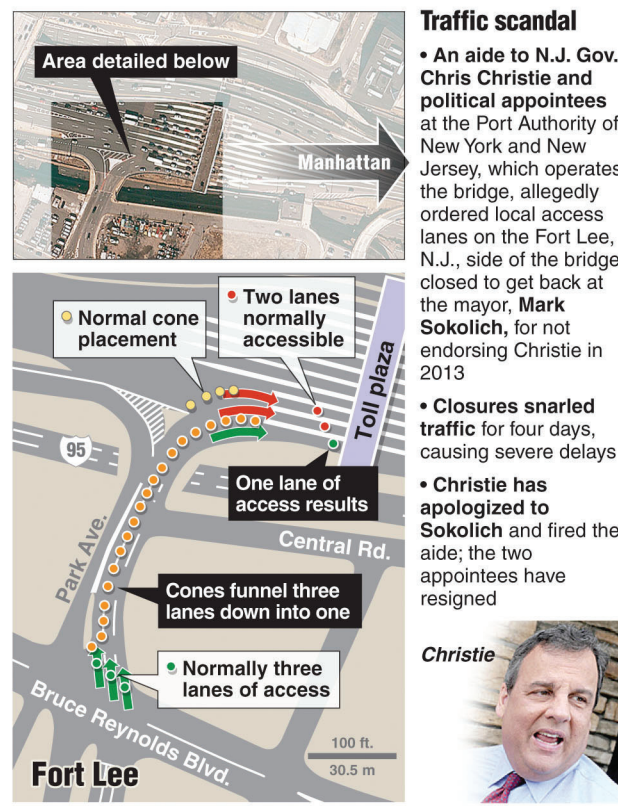 Area detailed below
Manhattan
Normal cone
placement
Two lanes
normally
accessible
Toll plaza
95
One lane of
access results
Park Ave.
Central Rd.
Cones funnel three
lanes down into one
Normally three
lanes of access
Bruce Reynolds Blvd.
Fort Lee
100 ft.
30.5 m
Traffic scandal
• An aide to N.J. Gov.
Chris Christie and
political appointees
at the Port Authority of
New York and New
Jersey, which operates
the bridge, allegedly
ordered local access
lanes on the Fort Lee,
N.J., side of the bridge
closed to get back at
the mayor, Mark
Sokolich, for not
endorsing Christie in
2013
• Closures snarled
traffic for four days,
causing severe delays
• Christie has
apologized to
Sokolich and fired the
aide; the two
appointees have
resigned
Christie